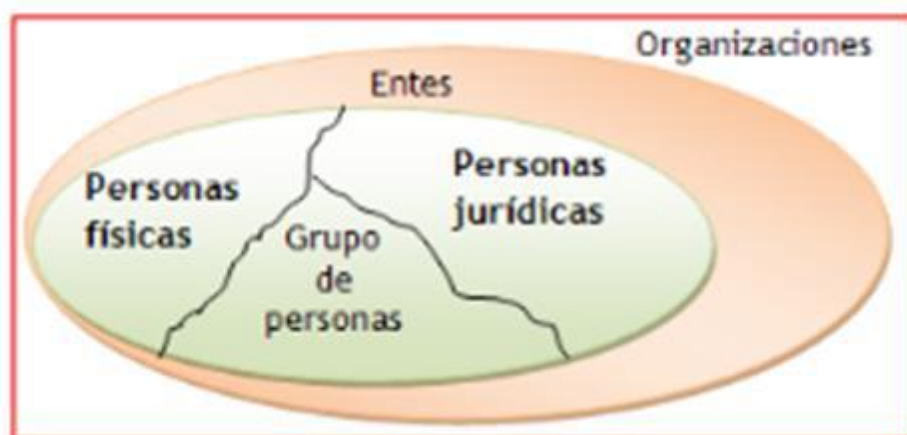 Organizaciones
Entes
Personas
físicas
Personas
jurídicas
Grupo
de
personas